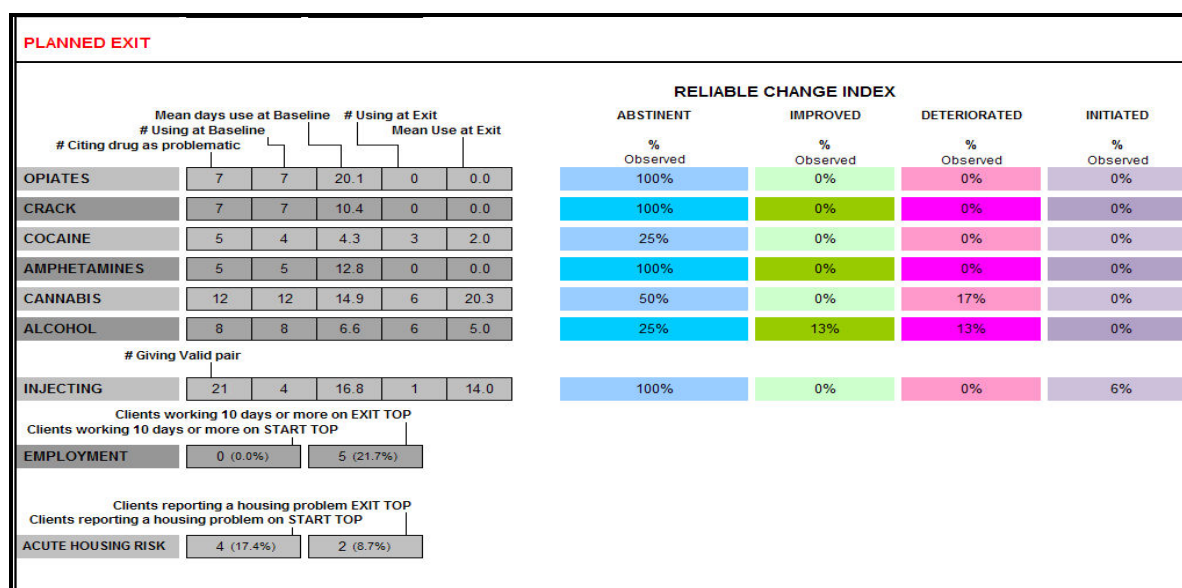 PLANNED EXIT
RELIABLE CHANGE INDEX
Mean days use at Baseline # Using at Exit
# Using at Baseline Mean Use at Exit
# Citing drug as problematic
ABSTINENT IMPROVED DETERIORATED INITIATED
% % % %
Observed Observed Observed Observed
OPIATES 7 7 20.1 0 0.0 100% 0% 0% 0%
CRACK 7 7 10.4 0 0.0 100% 0% 0% 0%
COCAINE 5 4 4.3 3 2.0 25% 0% 0% 0%
AMPHETAMINES 5 5 12.8 0 0.0 100% 0% 0% 0%
CANNABIS 12 12 14.9 6 20.3 50% 0% 17% 0%
ALCOHOL 8 8 6.6 6 5.0 25% 13% 13% 0%
# Giving Valid pair
INJECTING 21 4 16.8 1 14.0 100% 0% 0% 6%
Clients working 10 days or more on EXIT TOP
Clients working 10 days or more on START TOP
EMPLOYMENT 0 (0.0%) 5 (21.7%)
Clients reporting a housing problem EXIT TOP
Clients reporting a housing problem on START TOP
ACUTE HOUSING RISK 4 (17.4%) 2 (8.7%)